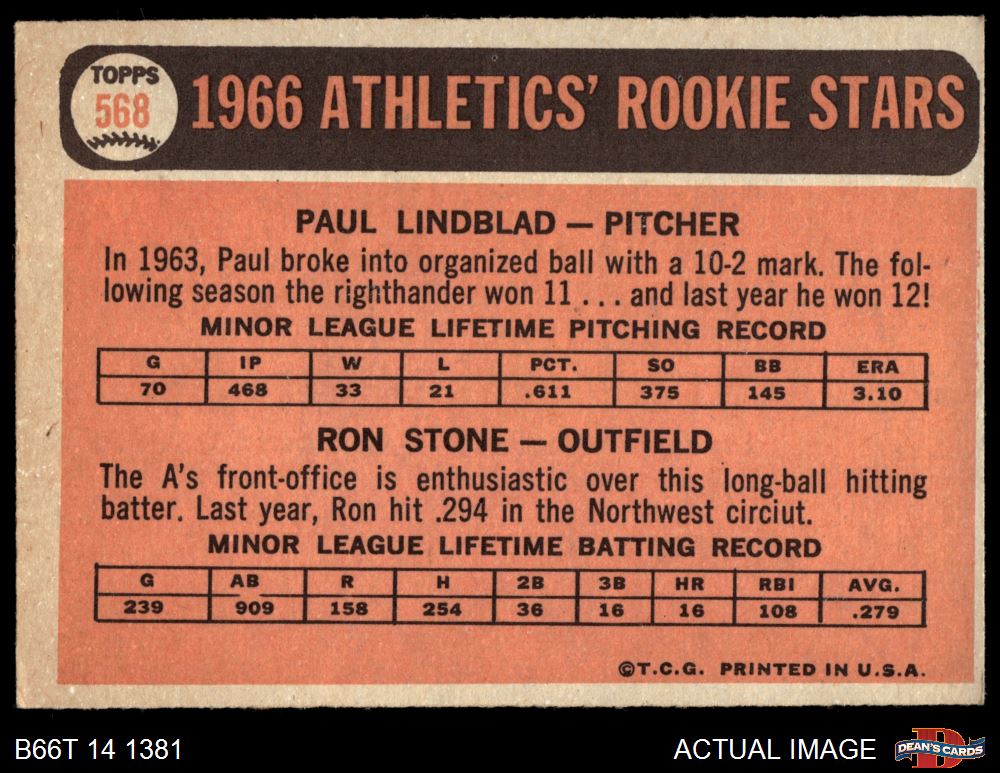 TOPPS
568
1966 ATHLETICS' ROOKIE STARS
PAUL LINDBLAD — PITCHER
In 1963, Paul broke into organized ball with a 10-2 mark. The fol-
lowing season the righthander won 11 . . . and last year he won 12!
MINOR LEAGUE LIFETIME PITCHING RECORD
G IP W L PCT. SO BB ERA
70 468 33 21 .611 375 145 3.10
RON STONE — OUTFIELD
The A's front-office is enthusiastic over this long-ball hitting
batter. Last year, Ron hit .294 in the Northwest circiut.
MINOR LEAGUE LIFETIME BATTING RECORD
G AB R H 2B 3B HR RBI AVG.
239 909 158 254 36 16 16 108 .279
©T.C.G. PRINTED IN U.S.A.
B66T 14 1381
ACTUAL IMAGE
D
DEAN'S CARDS